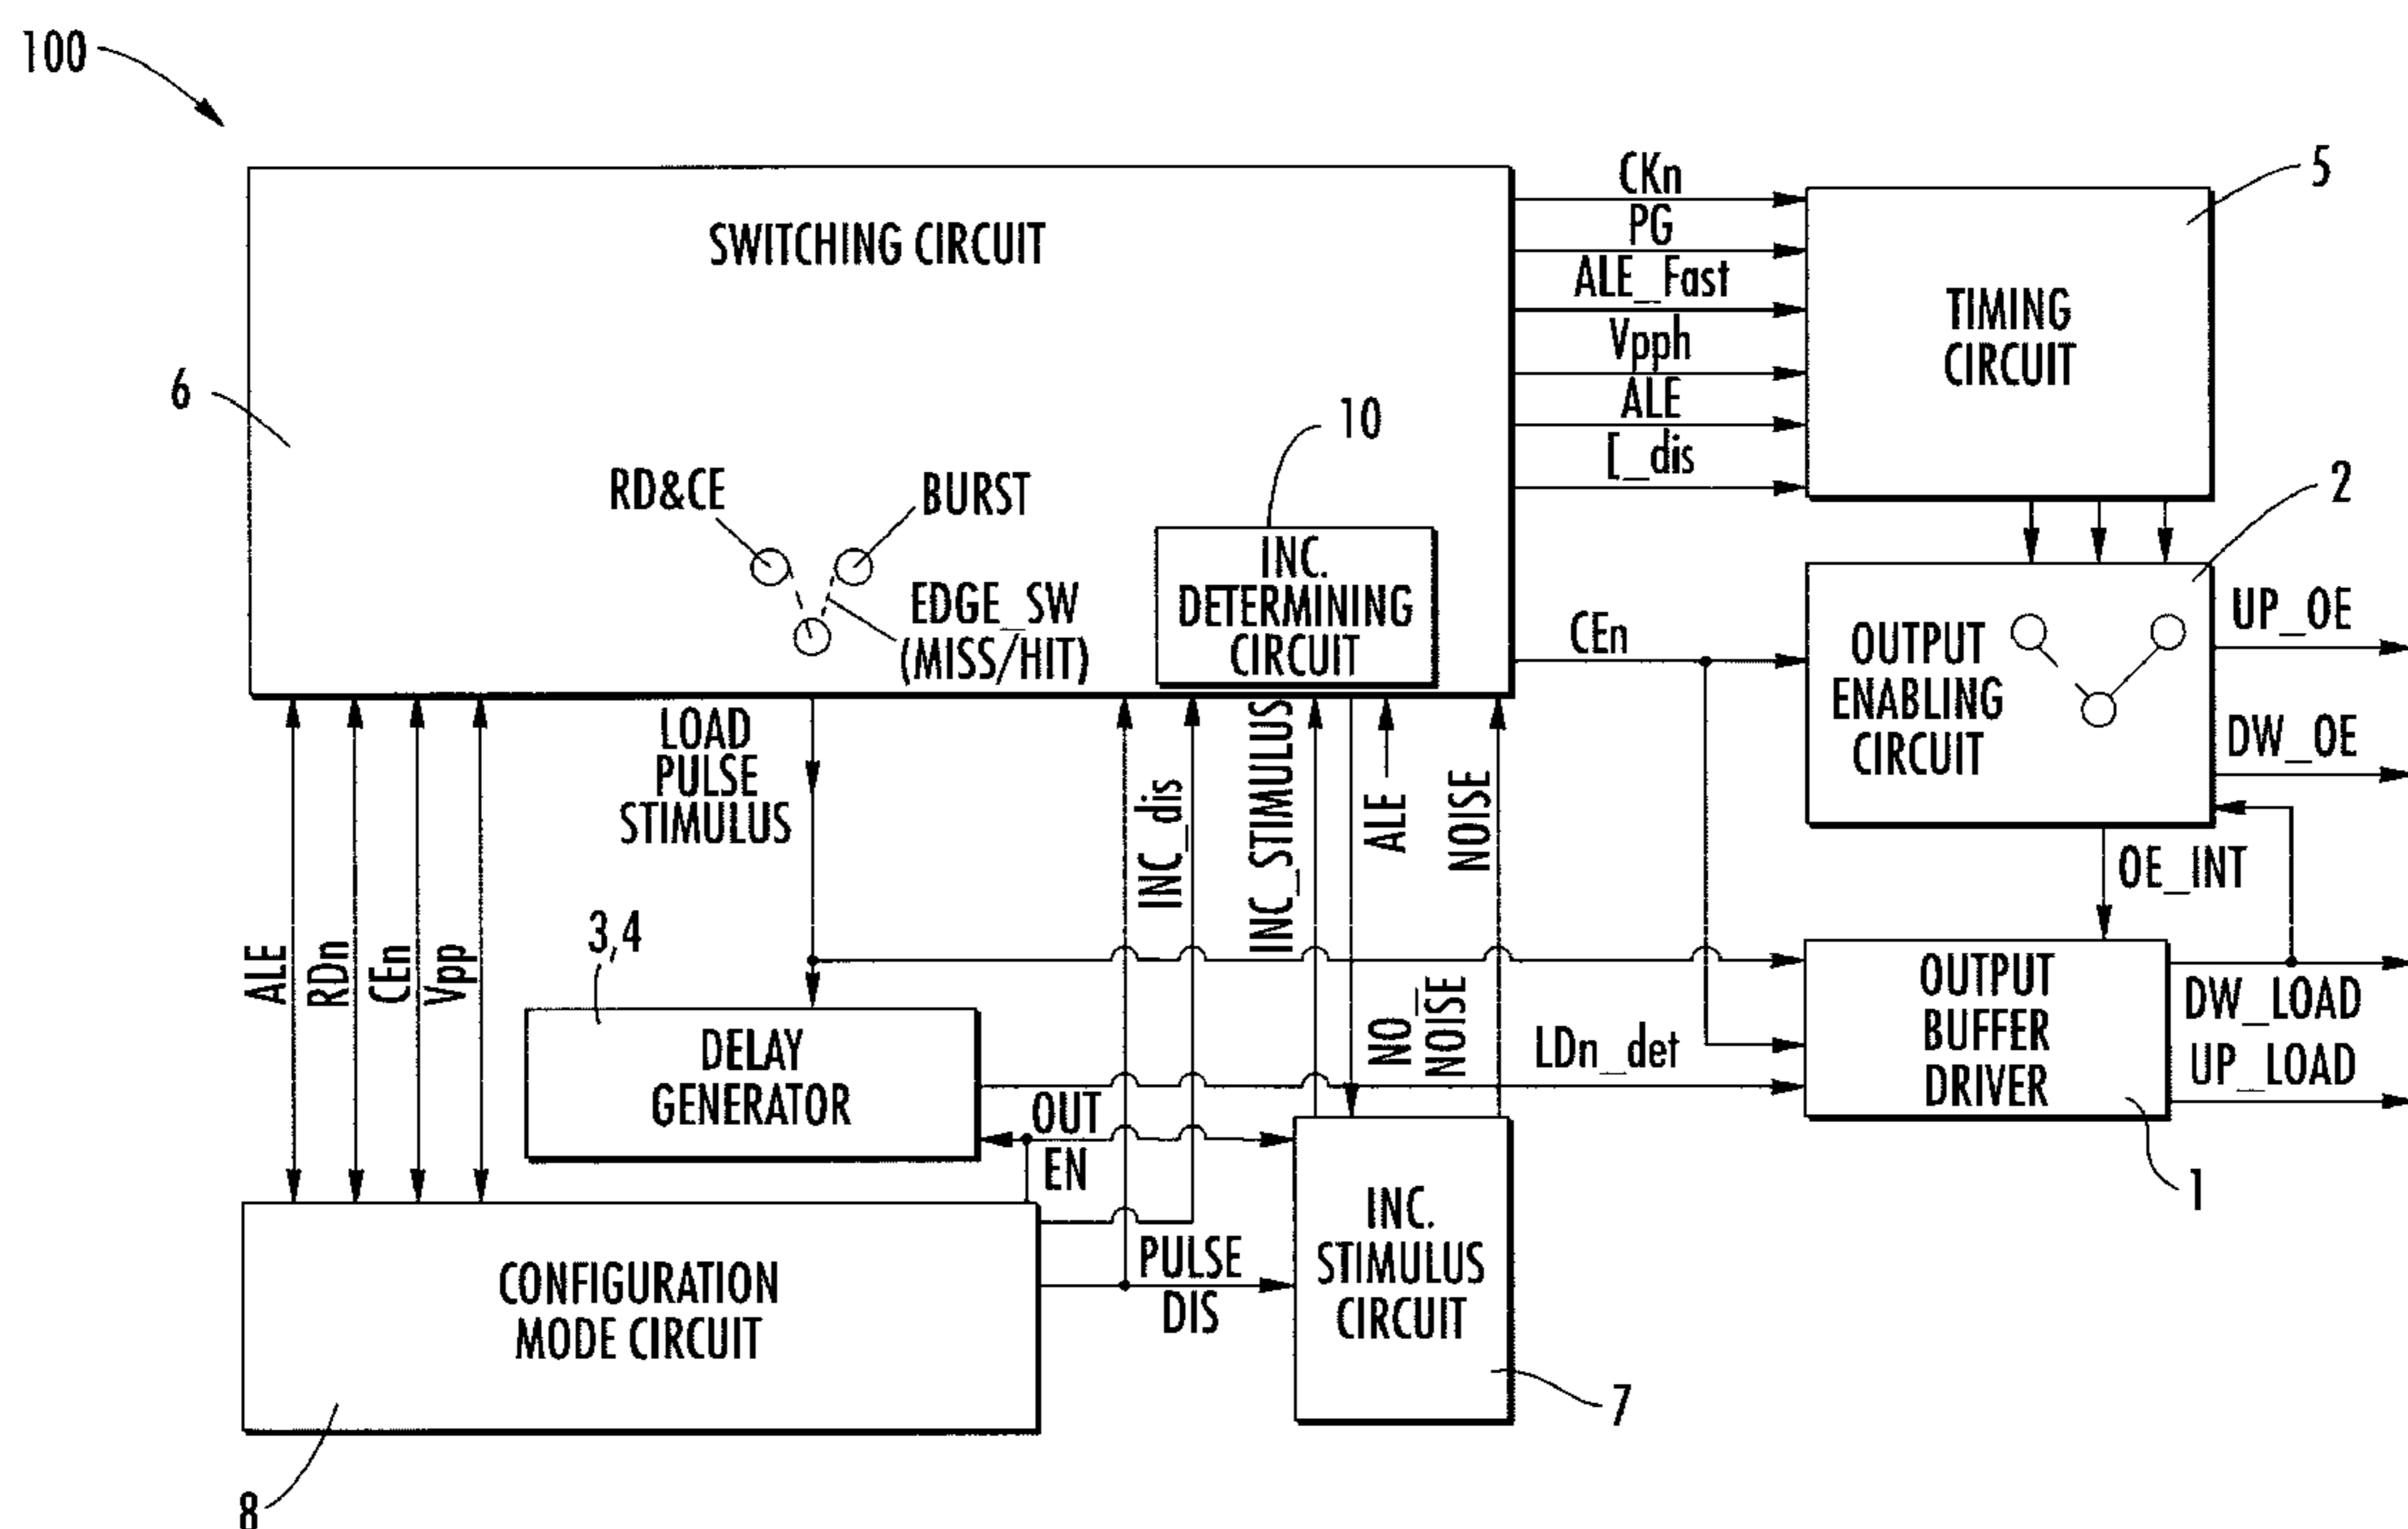 100
SWITCHING CIRCUIT
6
RD&CE
BURST
EDGE_SW
(MISS/HIT)
10
INC.
DETERMINING
CIRCUIT
CKn
PG
ALE_Fast
Vpph
ALE
[_dis
5
TIMING
CIRCUIT
2
CEn
OUTPUT
ENABLING
CIRCUIT
UP_OE
DW_OE
OE_INT
LOAD
PULSE
STIMULUS
ALE
RDn
CEn
Vpp
INC_dis
INC_STIMULUS
ALE
NOISE
NO_
NOISE
3,4
DELAY
GENERATOR
LDn_det
OUTPUT
BUFFER
DRIVER
DW_LOAD
UP_LOAD
1
OUT
EN
PULSE
DIS
CONFIGURATION
MODE CIRCUIT
8
INC.
STIMULUS
CIRCUIT
7